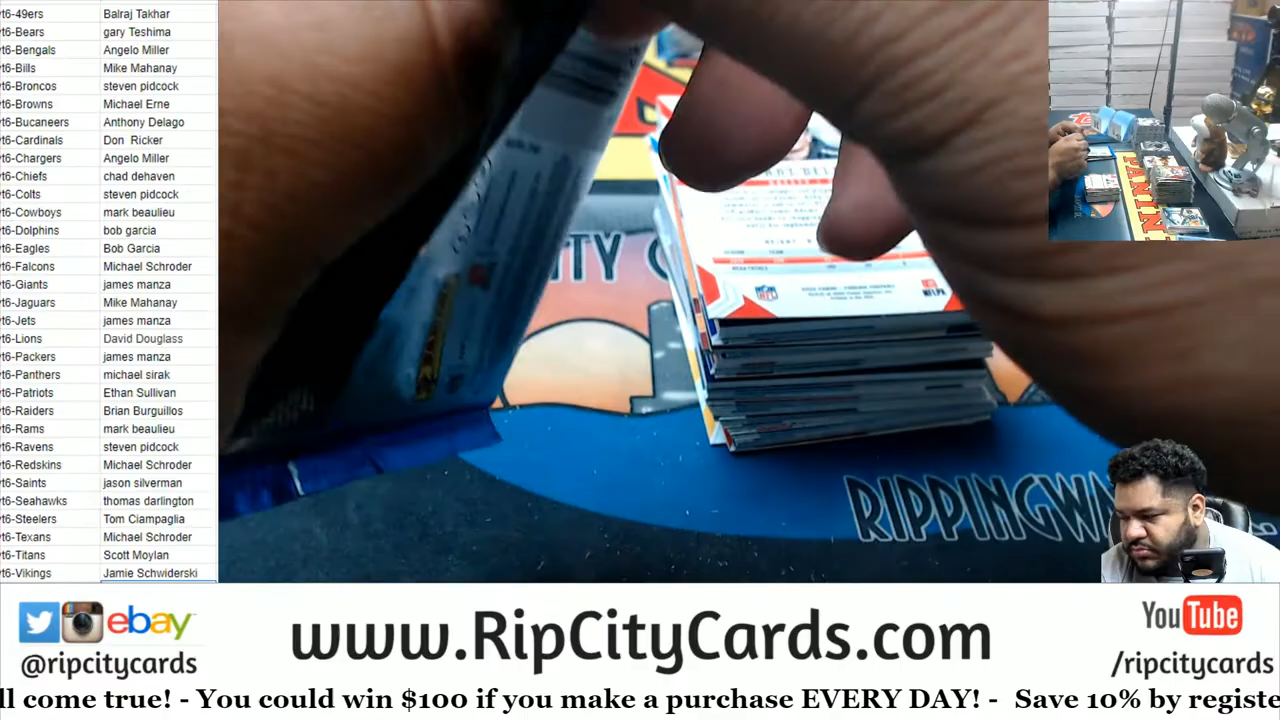 t6-49ers Balraj Takhar
t6-Bears gary Teshima
t6-Bengals Angelo Miller
t6-Bills Mike Mahanay
t6-Broncos steven pidcock
t6-Browns Michael Erne
t6-Bucaneers Anthony Delago
t6-Cardinals Don Ricker
t6-Chargers Angelo Miller
t6-Chiefs chad dehaven
t6-Colts steven pidcock
t6-Cowboys mark beaulieu
t6-Dolphins bob garcia
t6-Eagles Bob Garcia
t6-Falcons Michael Schroder
t6-Giants james manza
t6-Jaguars Mike Mahanay
t6-Jets james manza
t6-Lions David Douglass
t6-Packers james manza
t6-Panthers michael sirak
t6-Patriots Ethan Sullivan
t6-Raiders Brian Burguillos
t6-Rams mark beaulieu
t6-Ravens steven pidcock
t6-Redskins Michael Schroder
t6-Saints jason silverman
t6-Seahawks thomas darlington
t6-Steelers Tom Ciampaglia
t6-Texans Michael Schroder
t6-Titans Scott Moylan
t6-Vikings Jamie Schwiderski
ITY C
NFL
NFLPA
RIPPINGWA
PANINI
ebay
@ripcitycards
www.RipCityCards.com
YouTube
/ripcitycards
ll come true! - You could win $100 if you make a purchase EVERY DAY! - Save 10% by registe